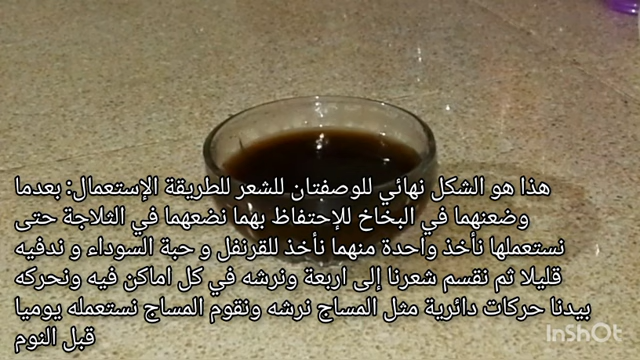 هذا هو الشكل نهائي للوصفتان للشعر للطريقة الإستعمال: بعدما
وضعنهما في البخاخ للإحتفاظ بهما نضعهما في الثلاجة حتى
نستعملها نأخذ واحدة منهما نأخذ للقرنفل و حبة السوداء و ندفيه
قليلا ثم نقسم شعرنا إلى اربعة ونرشه في كل اماكن فيه ونحركه
بيدنا حركات دائرية مثل المساج نرشه ونقوم المساج نستعمله يوميا
قبل النوم
InShOt